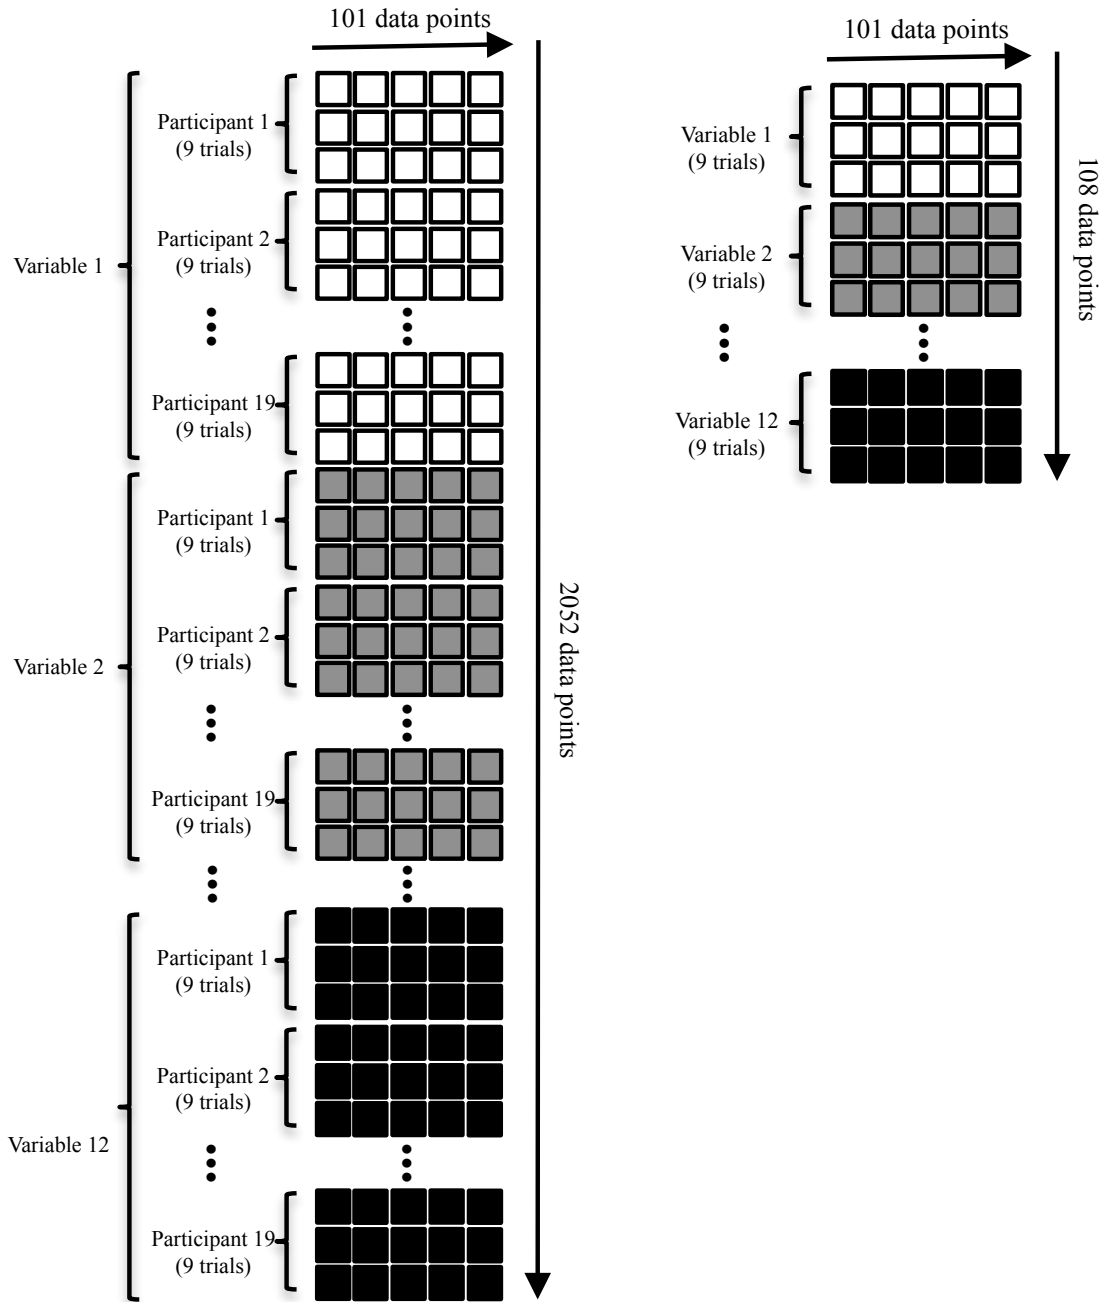 101 data points
Variable 1
Participant 1
(9 trials)
Participant 2
(9 trials)
Participant 19
(9 trials)
Variable 2
Participant 1
(9 trials)
Participant 2
(9 trials)
Participant 19
(9 trials)
Variable 12
Participant 1
(9 trials)
Participant 2
(9 trials)
Participant 19
(9 trials)
2052 data points
101 data points
Variable 1
(9 trials)
Variable 2
(9 trials)
Variable 12
(9 trials)
108 data points